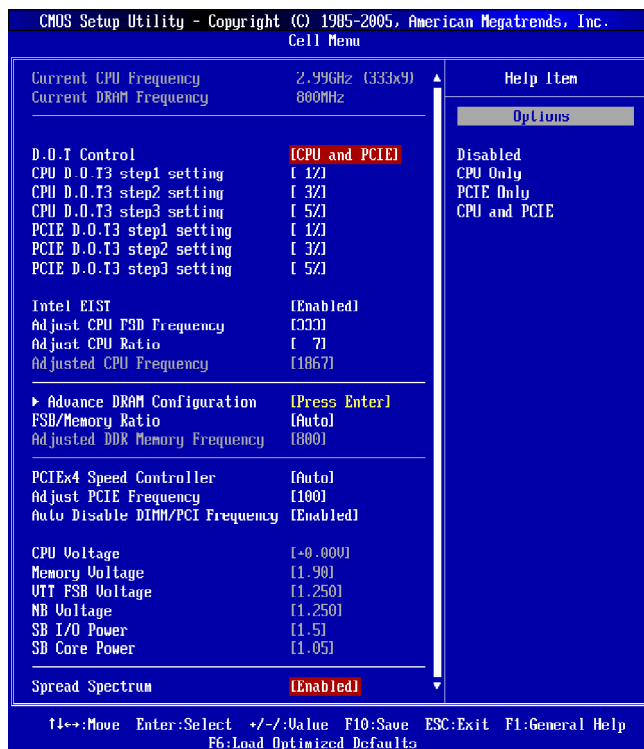 CMOS Setup Utility - Copyright (C) 1985-2005, American Megatrends, Inc.
Cell Menu
Current CPU Frequency 2.99GHz (333x9)
Current DRAM Frequency 800MHz
Help Item
Options
D.O.T Control [CPU and PCIE]
CPU D.O.T3 step1 setting [ 1%]
CPU D.O.T3 step2 setting [ 3%]
CPU D.O.T3 step3 setting [ 5%]
PCIE D.O.T3 step1 setting [ 1%]
PCIE D.O.T3 step2 setting [ 3%]
PCIE D.O.T3 step3 setting [ 5%]
Disabled
CPU Only
PCIE Only
CPU and PCIE
Intel EIST [Enabled]
Adjust CPU FSB Frequency [333]
Adjust CPU Ratio [ 7]
Adjusted CPU Frequency [1867]
▶ Advance DRAM Configuration [Press Enter]
FSB/Memory Ratio [Auto]
Adjusted DDR Memory Frequency [800]
PCIEx4 Speed Controller [Auto]
Adjust PCIE Frequency [100]
Auto Disable DIMM/PCI Frequency [Enabled]
CPU Voltage [+0.00V]
Memory Voltage [1.90]
VTT FSB Voltage [1.250]
NB Voltage [1.250]
SB I/O Power [1.5]
SB Core Power [1.05]
Spread Spectrum [Enabled]
↑↓←→:Move Enter:Select +/-/:Value F10:Save ESC:Exit F1:General Help
F6:Load Optimized Defaults